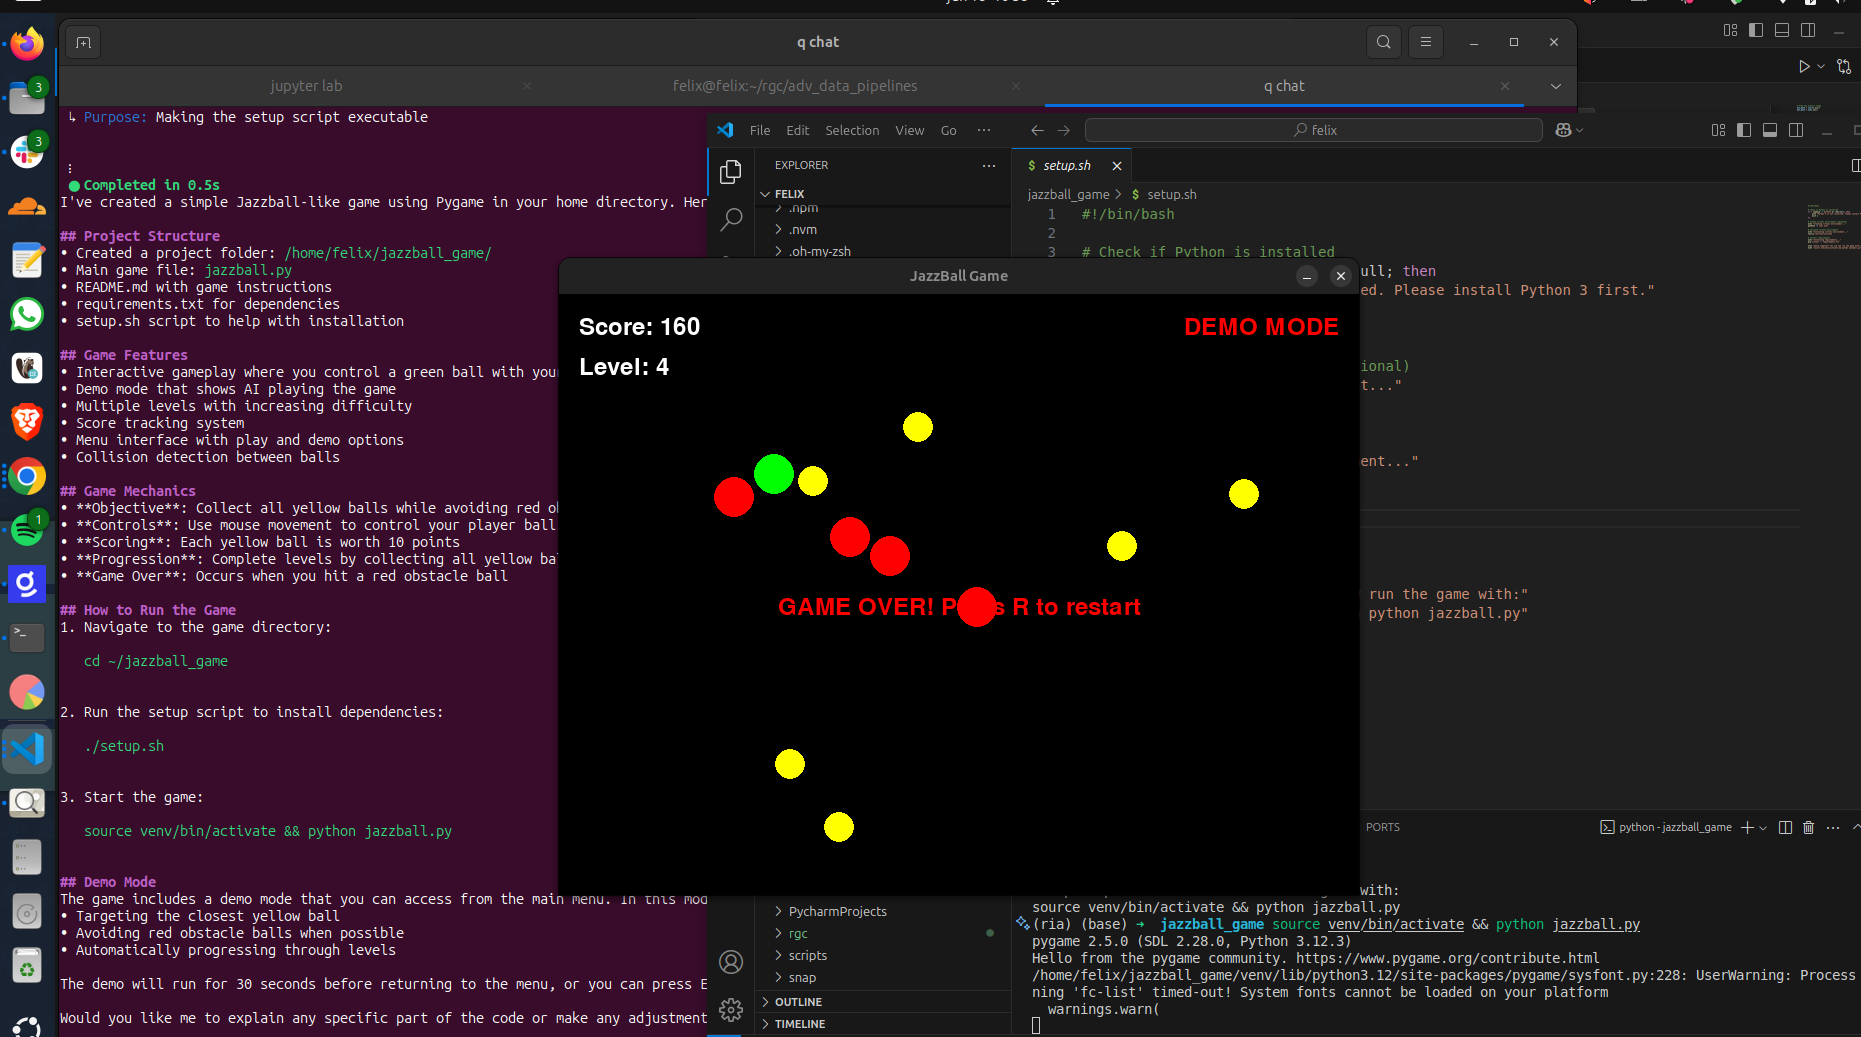 q chat
jupyter lab
felix@felix:~/rgc/adv_data_pipelines
q chat
↳ Purpose: Making the setup script executable
⋮
● Completed in 0.5s
I've created a simple Jazzball-like game using Pygame in your home directory. Her
## Project Structure
• Created a project folder: /home/felix/jazzball_game/
• Main game file: jazzball.py
• README.md with game instructions
• requirements.txt for dependencies
• setup.sh script to help with installation
## Game Features
• Interactive gameplay where you control a green ball with you
• Demo mode that shows AI playing the game
• Multiple levels with increasing difficulty
• Score tracking system
• Menu interface with play and demo options
• Collision detection between balls
## Game Mechanics
• **Objective**: Collect all yellow balls while avoiding red o
• **Controls**: Use mouse movement to control your player ball
• **Scoring**: Each yellow ball is worth 10 points
• **Progression**: Complete levels by collecting all yellow ba
• **Game Over**: Occurs when you hit a red obstacle ball
## How to Run the Game
1. Navigate to the game directory:
cd ~/jazzball_game
2. Run the setup script to install dependencies:
./setup.sh
3. Start the game:
source venv/bin/activate && python jazzball.py
## Demo Mode
The game includes a demo mode that you can access from the main menu. In this mod
• Targeting the closest yellow ball
• Avoiding red obstacle balls when possible
• Automatically progressing through levels
The demo will run for 30 seconds before returning to the menu, or you can press E
Would you like me to explain any specific part of the code or make any adjustment
3
3
1
File Edit Selection View Go ···
felix
EXPLORER ···
FELIX
.npm
.nvm
.oh-my-zsh
$ setup.sh
jazzball_game > $ setup.sh
1 #!/bin/bash
2
3 # Check if Python is installed
ull; then
ed. Please install Python 3 first."
ional)
t..."
ent..."
run the game with:"
python jazzball.py"
JazzBall Game
Score: 160
DEMO MODE
Level: 4
GAME OVER! P s R to restart
PycharmProjects
rgc
scripts
snap
OUTLINE
TIMELINE
PORTS
python - jazzball_game
with:
source venv/bin/activate && python jazzball.py
(ria) (base) ➜ jazzball_game source venv/bin/activate && python jazzball.py
pygame 2.5.0 (SDL 2.28.0, Python 3.12.3)
Hello from the pygame community. https://www.pygame.org/contribute.html
/home/felix/jazzball_game/venv/lib/python3.12/site-packages/pygame/sysfont.py:228: UserWarning: Process
ning 'fc-list' timed-out! System fonts cannot be loaded on your platform
warnings.warn(